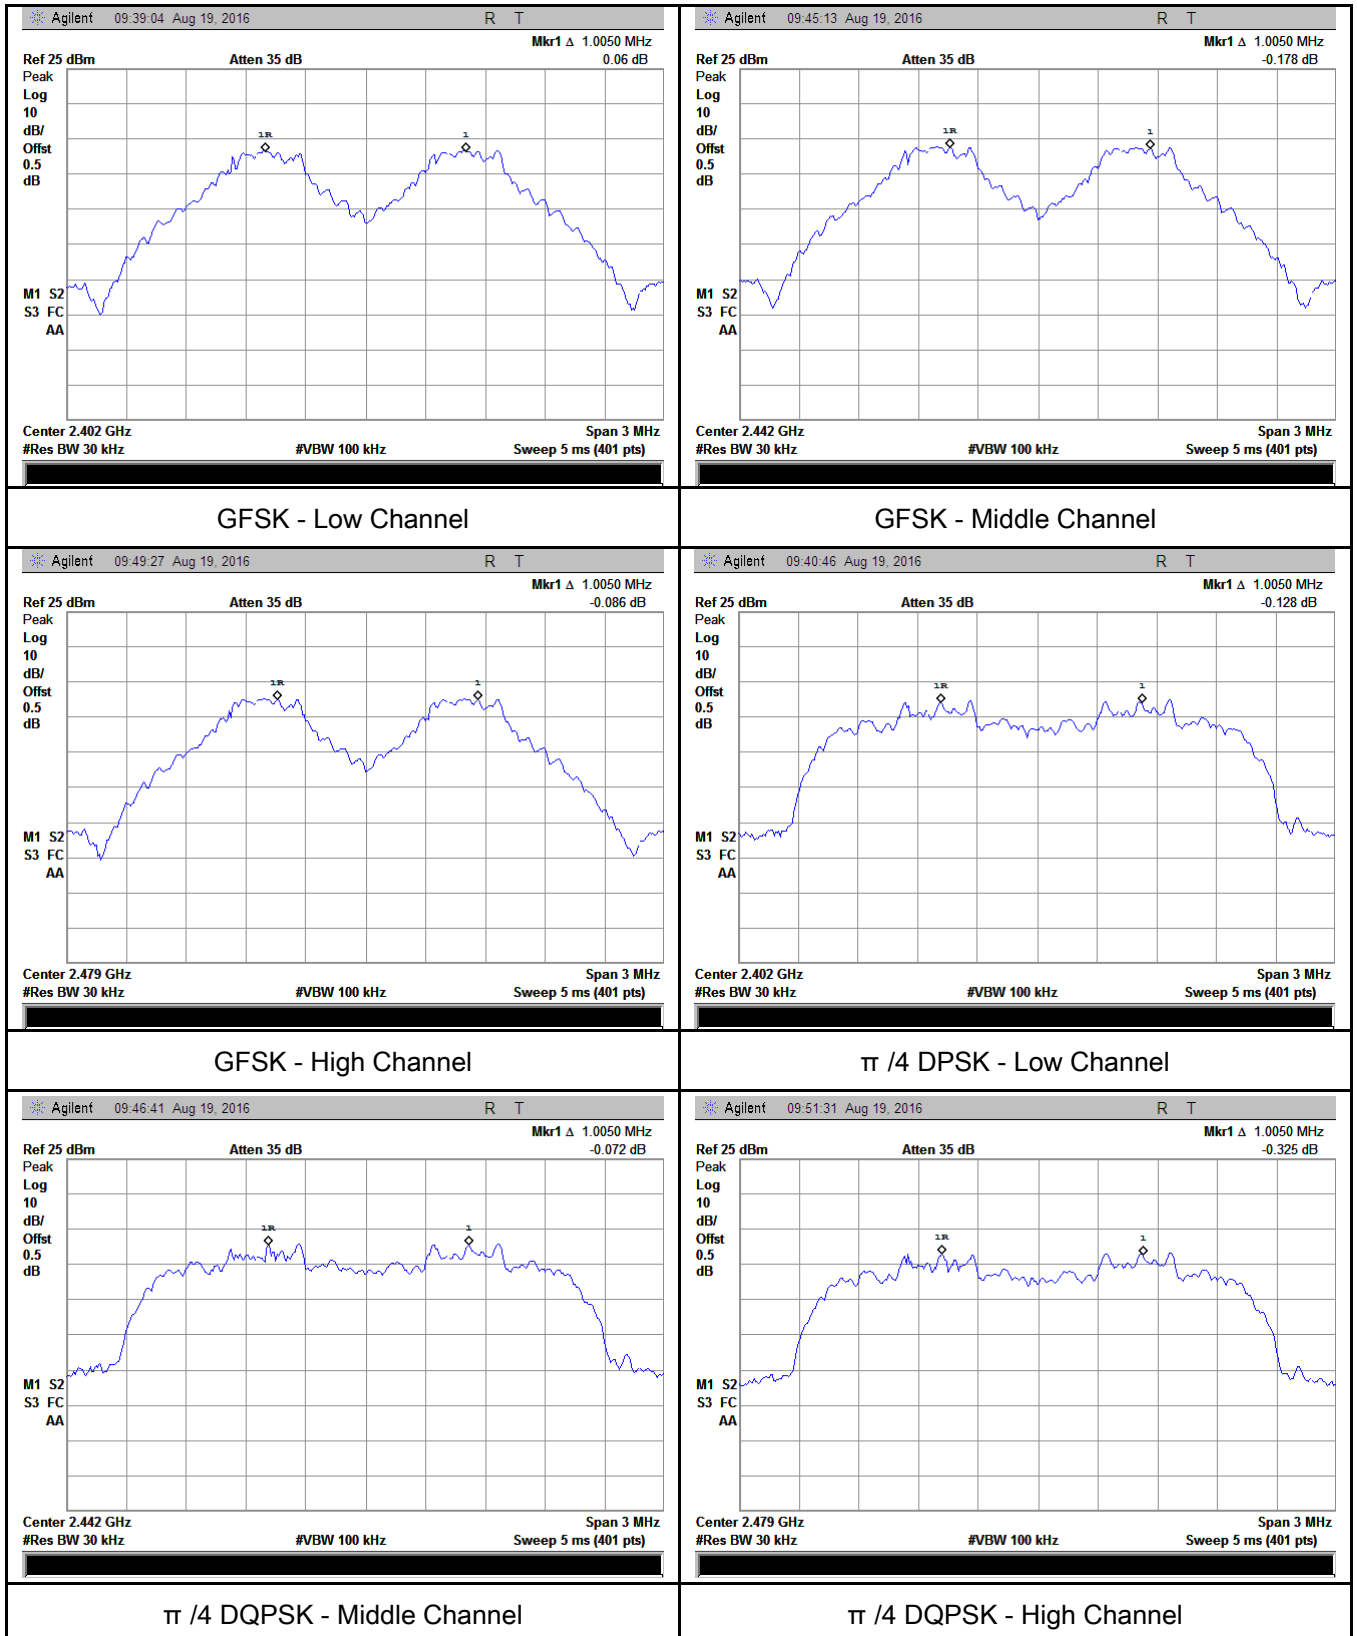 Agilent 09:39:04 Aug 19, 2016 R T
Mkr1 Δ 1.0050 MHz
Ref 25 dBm Atten 35 dB 0.06 dB
Peak
Log
10
dB/
Offst
0.5
dB
1R
1
M1 S2
S3 FC
AA
Center 2.402 GHz Span 3 MHz
#Res BW 30 kHz #VBW 100 kHz Sweep 5 ms (401 pts)
GFSK - Low Channel
Agilent 09:45:13 Aug 19, 2016 R T
Mkr1 Δ 1.0050 MHz
Ref 25 dBm Atten 35 dB -0.178 dB
Peak
Log
10
dB/
Offst
0.5
dB
1R
1
M1 S2
S3 FC
AA
Center 2.442 GHz Span 3 MHz
#Res BW 30 kHz #VBW 100 kHz Sweep 5 ms (401 pts)
GFSK - Middle Channel
Agilent 09:49:27 Aug 19, 2016 R T
Mkr1 Δ 1.0050 MHz
Ref 25 dBm Atten 35 dB -0.086 dB
Peak
Log
10
dB/
Offst
0.5
dB
1R
1
M1 S2
S3 FC
AA
Center 2.479 GHz Span 3 MHz
#Res BW 30 kHz #VBW 100 kHz Sweep 5 ms (401 pts)
GFSK - High Channel
Agilent 09:40:46 Aug 19, 2016 R T
Mkr1 Δ 1.0050 MHz
Ref 25 dBm Atten 35 dB -0.128 dB
Peak
Log
10
dB/
Offst
0.5
dB
1R
1
M1 S2
S3 FC
AA
Center 2.402 GHz Span 3 MHz
#Res BW 30 kHz #VBW 100 kHz Sweep 5 ms (401 pts)
π /4 DPSK - Low Channel
Agilent 09:46:41 Aug 19, 2016 R T
Mkr1 Δ 1.0050 MHz
Ref 25 dBm Atten 35 dB -0.072 dB
Peak
Log
10
dB/
Offst
0.5
dB
1R
1
M1 S2
S3 FC
AA
Center 2.442 GHz Span 3 MHz
#Res BW 30 kHz #VBW 100 kHz Sweep 5 ms (401 pts)
π /4 DQPSK - Middle Channel
Agilent 09:51:31 Aug 19, 2016 R T
Mkr1 Δ 1.0050 MHz
Ref 25 dBm Atten 35 dB -0.325 dB
Peak
Log
10
dB/
Offst
0.5
dB
1R
1
M1 S2
S3 FC
AA
Center 2.479 GHz Span 3 MHz
#Res BW 30 kHz #VBW 100 kHz Sweep 5 ms (401 pts)
π /4 DQPSK - High Channel